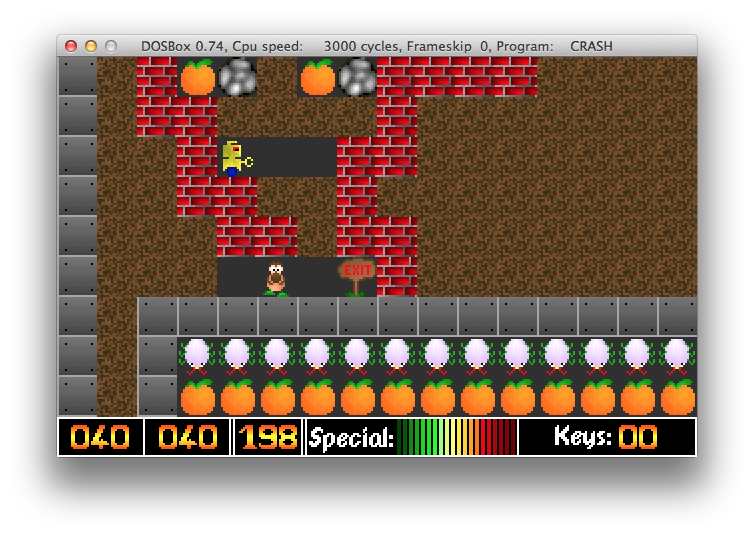 DOSBox 0.74, Cpu speed: 3000 cycles, Frameskip 0, Program: CRASH
EXIT
040 040 198 Special: Keys: 00